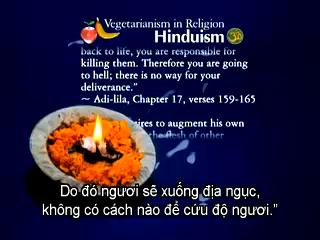 Vegetarianism in Religion
Hinduism
back to life, you are responsible for
killing them. Therefore you are going
to hell; there is no way for your
deliverance."
~ Adi-lila, Chapter 17, verses 159-165
to augment his own
the flesh of other
Do đó ngươi sẽ xuống địa ngục,
không có cách nào để cứu độ ngươi."